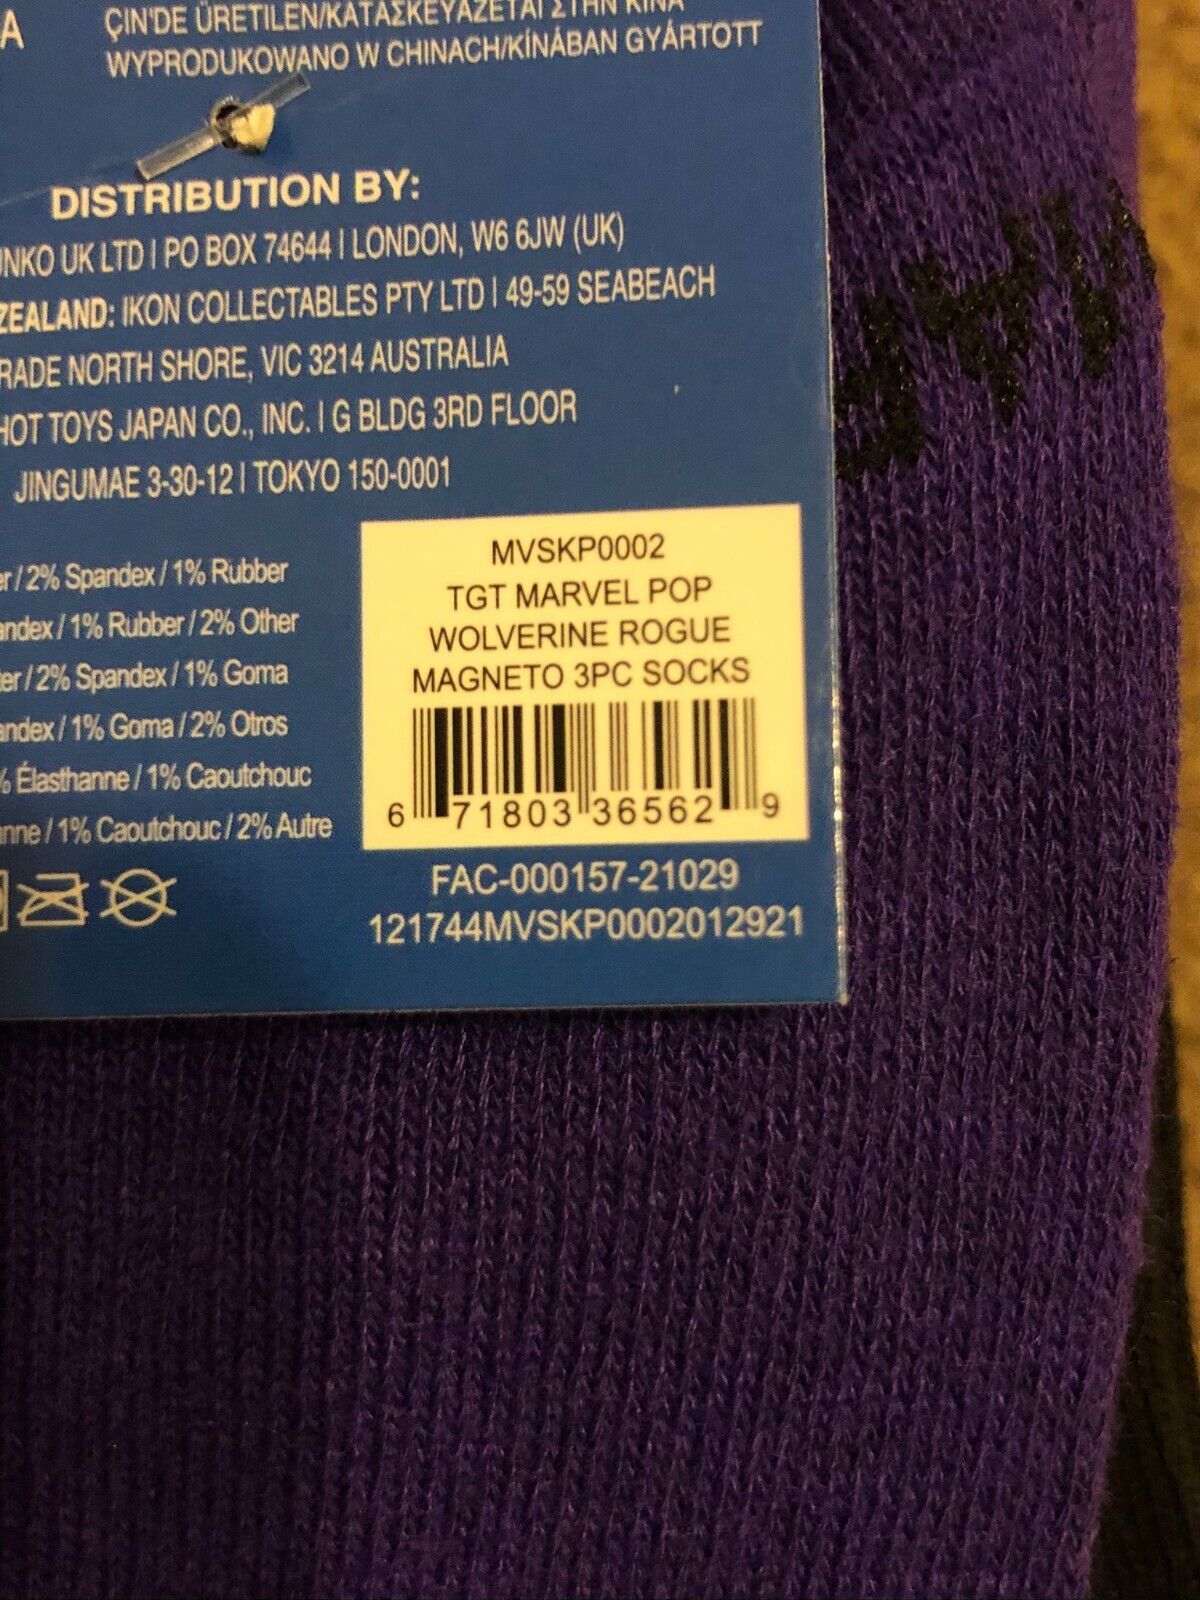 A
ÇİN'DE ÜRETİLEN/ΚΑΤΑΣΚΕΥΑΖΕΤΑΙ ΣΤΗΝ ΚΙΝΑ
WYPRODUKOWANO W CHINACH/KÍNÁBAN GYÁRTOTT
DISTRIBUTION BY:
UK LTD | PO BOX 74644 | LONDON, W6 6JW (UK)
ZEALAND: IKON COLLECTABLES PTY LTD | 49-59 SEABEACH
NORTH SHORE, VIC 3214 AUSTRALIA
HOT TOYS JAPAN CO., INC. | G BLDG 3RD FLOOR
JINGUMAE 3-30-12 | TOKYO 150-0001
/ 2% Spandex / 1% Rubber
/ 1% Rubber / 2% Other
/ 2% Spandex / 1% Goma
/ 1% Goma / 2% Otros
% Élasthanne / 1% Caoutchouc
/ 1% Caoutchouc / 2% Autre
MVSKP0002
TGT MARVEL POP
WOLVERINE ROGUE
MAGNETO 3PC SOCKS
6 71803 36562 9
FAC-000157-21029
121744MVSKP0002012921